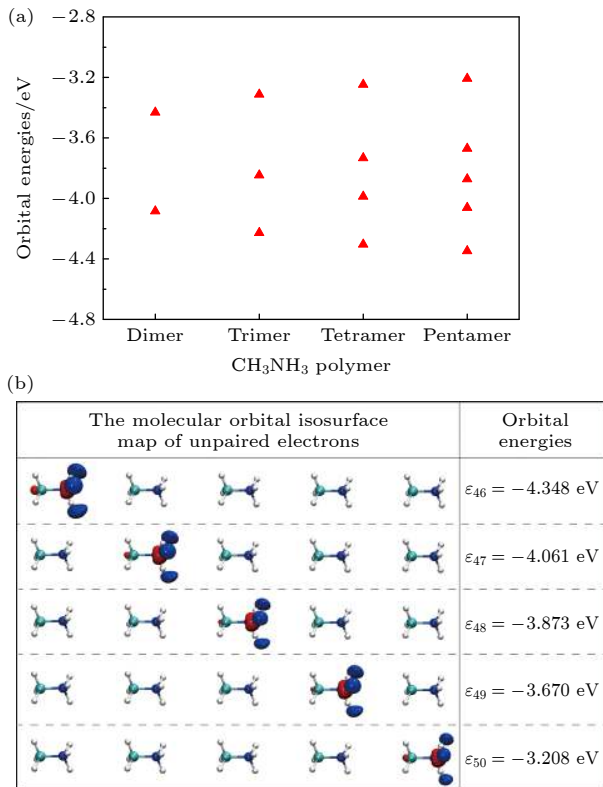 (a)
−2.8
−3.2
−3.6
−4.0
−4.4
−4.8
Orbital energies/eV
Dimer Trimer Tetramer Pentamer
CH₃NH₃ polymer
(b)
The molecular orbital isosurface
map of unpaired electrons
Orbital
energies
ε₄₆ = −4.348 eV
ε₄₇ = −4.061 eV
ε₄₈ = −3.873 eV
ε₄₉ = −3.670 eV
ε₅₀ = −3.208 eV